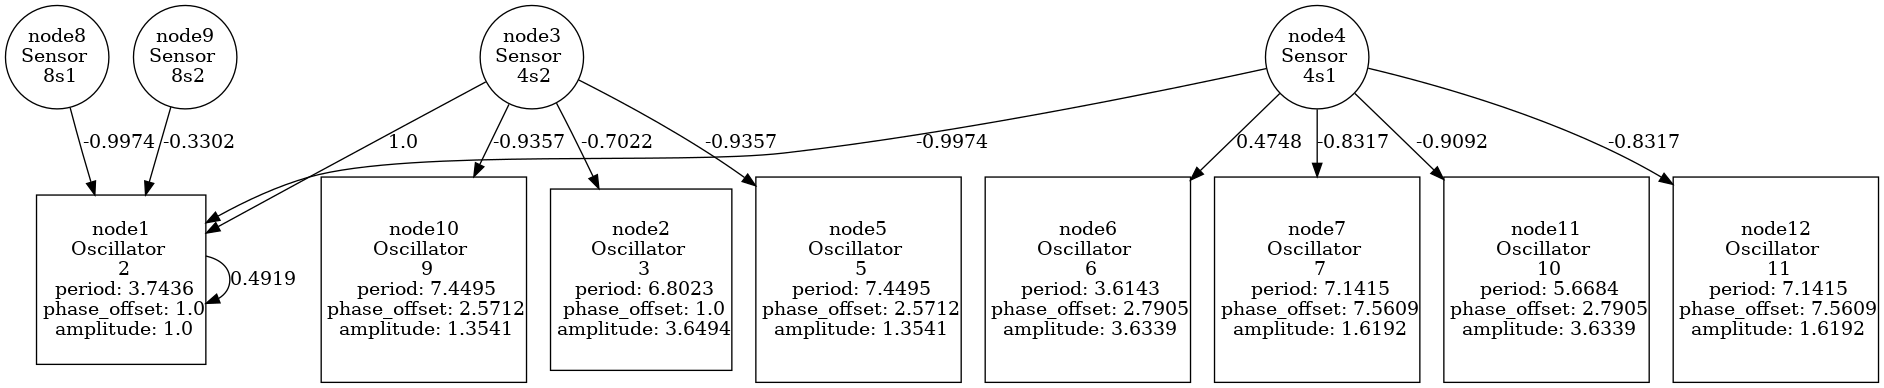 node8
Sensor
8s1
node9
Sensor
8s2
node3
Sensor
4s2
node4
Sensor
4s1
-0.9974
-0.3302
1.0
-0.9357
-0.7022
-0.9357
-0.9974
0.4748
-0.8317
-0.9092
-0.8317
node1
Oscillator
2
period: 3.7436
phase_offset: 1.0
amplitude: 1.0
0.4919
node10
Oscillator
9
period: 7.4495
phase_offset: 2.5712
amplitude: 1.3541
node2
Oscillator
3
period: 6.8023
phase_offset: 1.0
amplitude: 3.6494
node5
Oscillator
5
period: 7.4495
phase_offset: 2.5712
amplitude: 1.3541
node6
Oscillator
6
period: 3.6143
phase_offset: 2.7905
amplitude: 3.6339
node7
Oscillator
7
period: 7.1415
phase_offset: 7.5609
amplitude: 1.6192
node11
Oscillator
10
period: 5.6684
phase_offset: 2.7905
amplitude: 3.6339
node12
Oscillator
11
period: 7.1415
phase_offset: 7.5609
amplitude: 1.6192